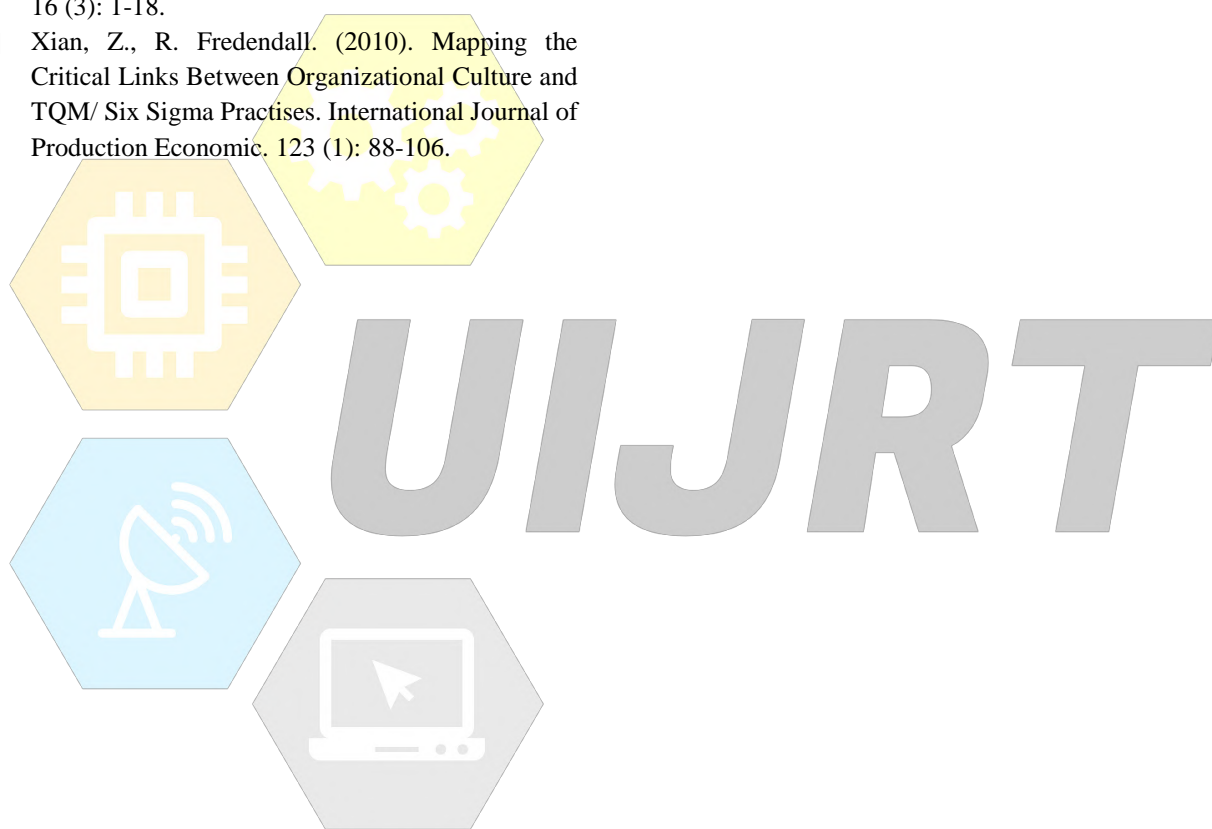 16 (3): 1-18.
Xian, Z., R. Fredendall. (2010). Mapping the
Critical Links Between Organizational Culture and
TQM/ Six Sigma Practises. International Journal of
Production Economic. 123 (1): 88-106.
UIJRT